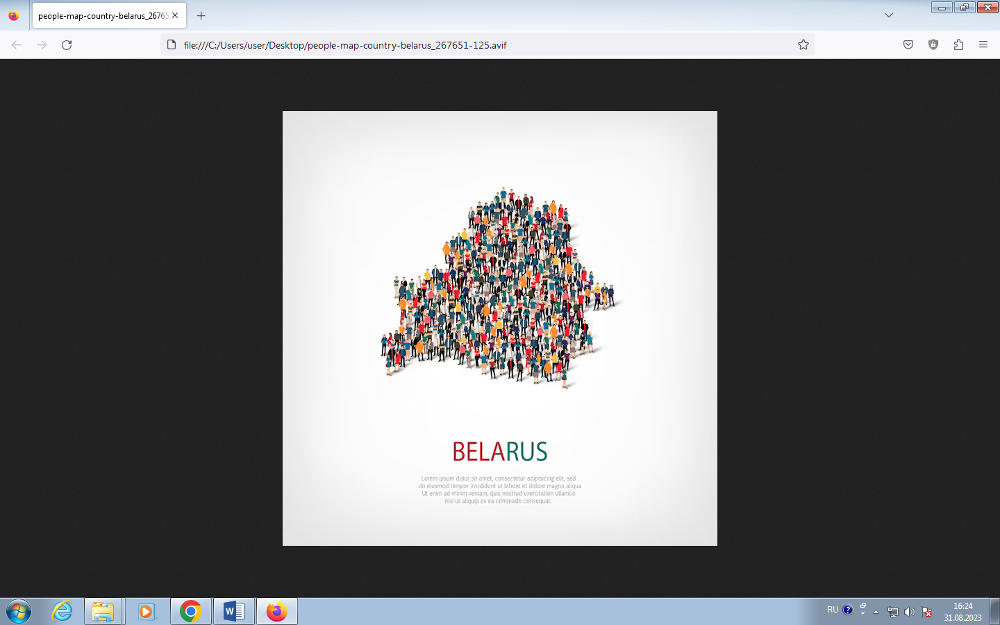 people-map-country-belarus_26765
file:///C:/Users/user/Desktop/people-map-country-belarus_267651-125.avif
BELARUS
Lorem ipsum dolor sit amet, consectetur adipisicing elit, sed
do eiusmod tempor incididunt ut labore et dolore magna aliqua
Ut enim ad minim veniam, quis nostrud exercitation ullamco
nisi ut aliquip ex ea commodo consequat.
RU
16:24
31.08.2023